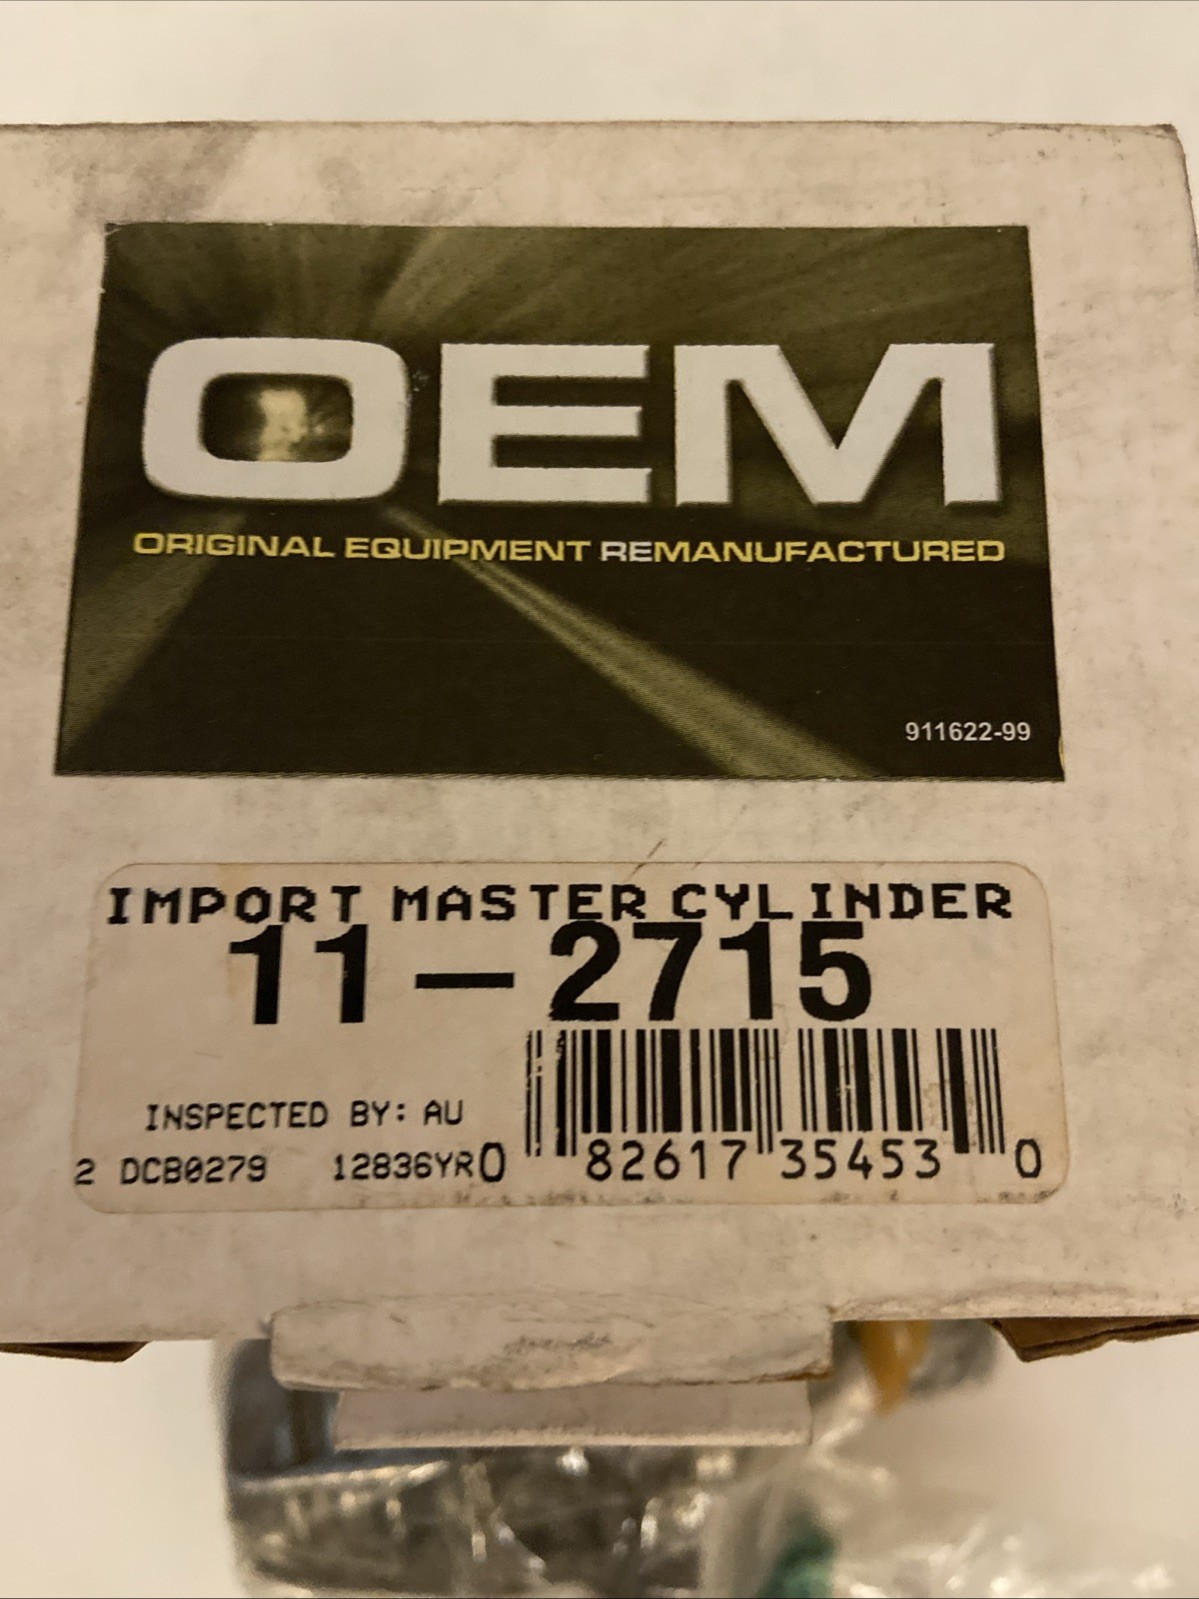 OEM
ORIGINAL EQUIPMENT REMANUFACTURED
911622-99
IMPORT MASTER CYLINDER
11-2715
INSPECTED BY: AU
2 DCB0279 12836YR
0 82617 35453 0